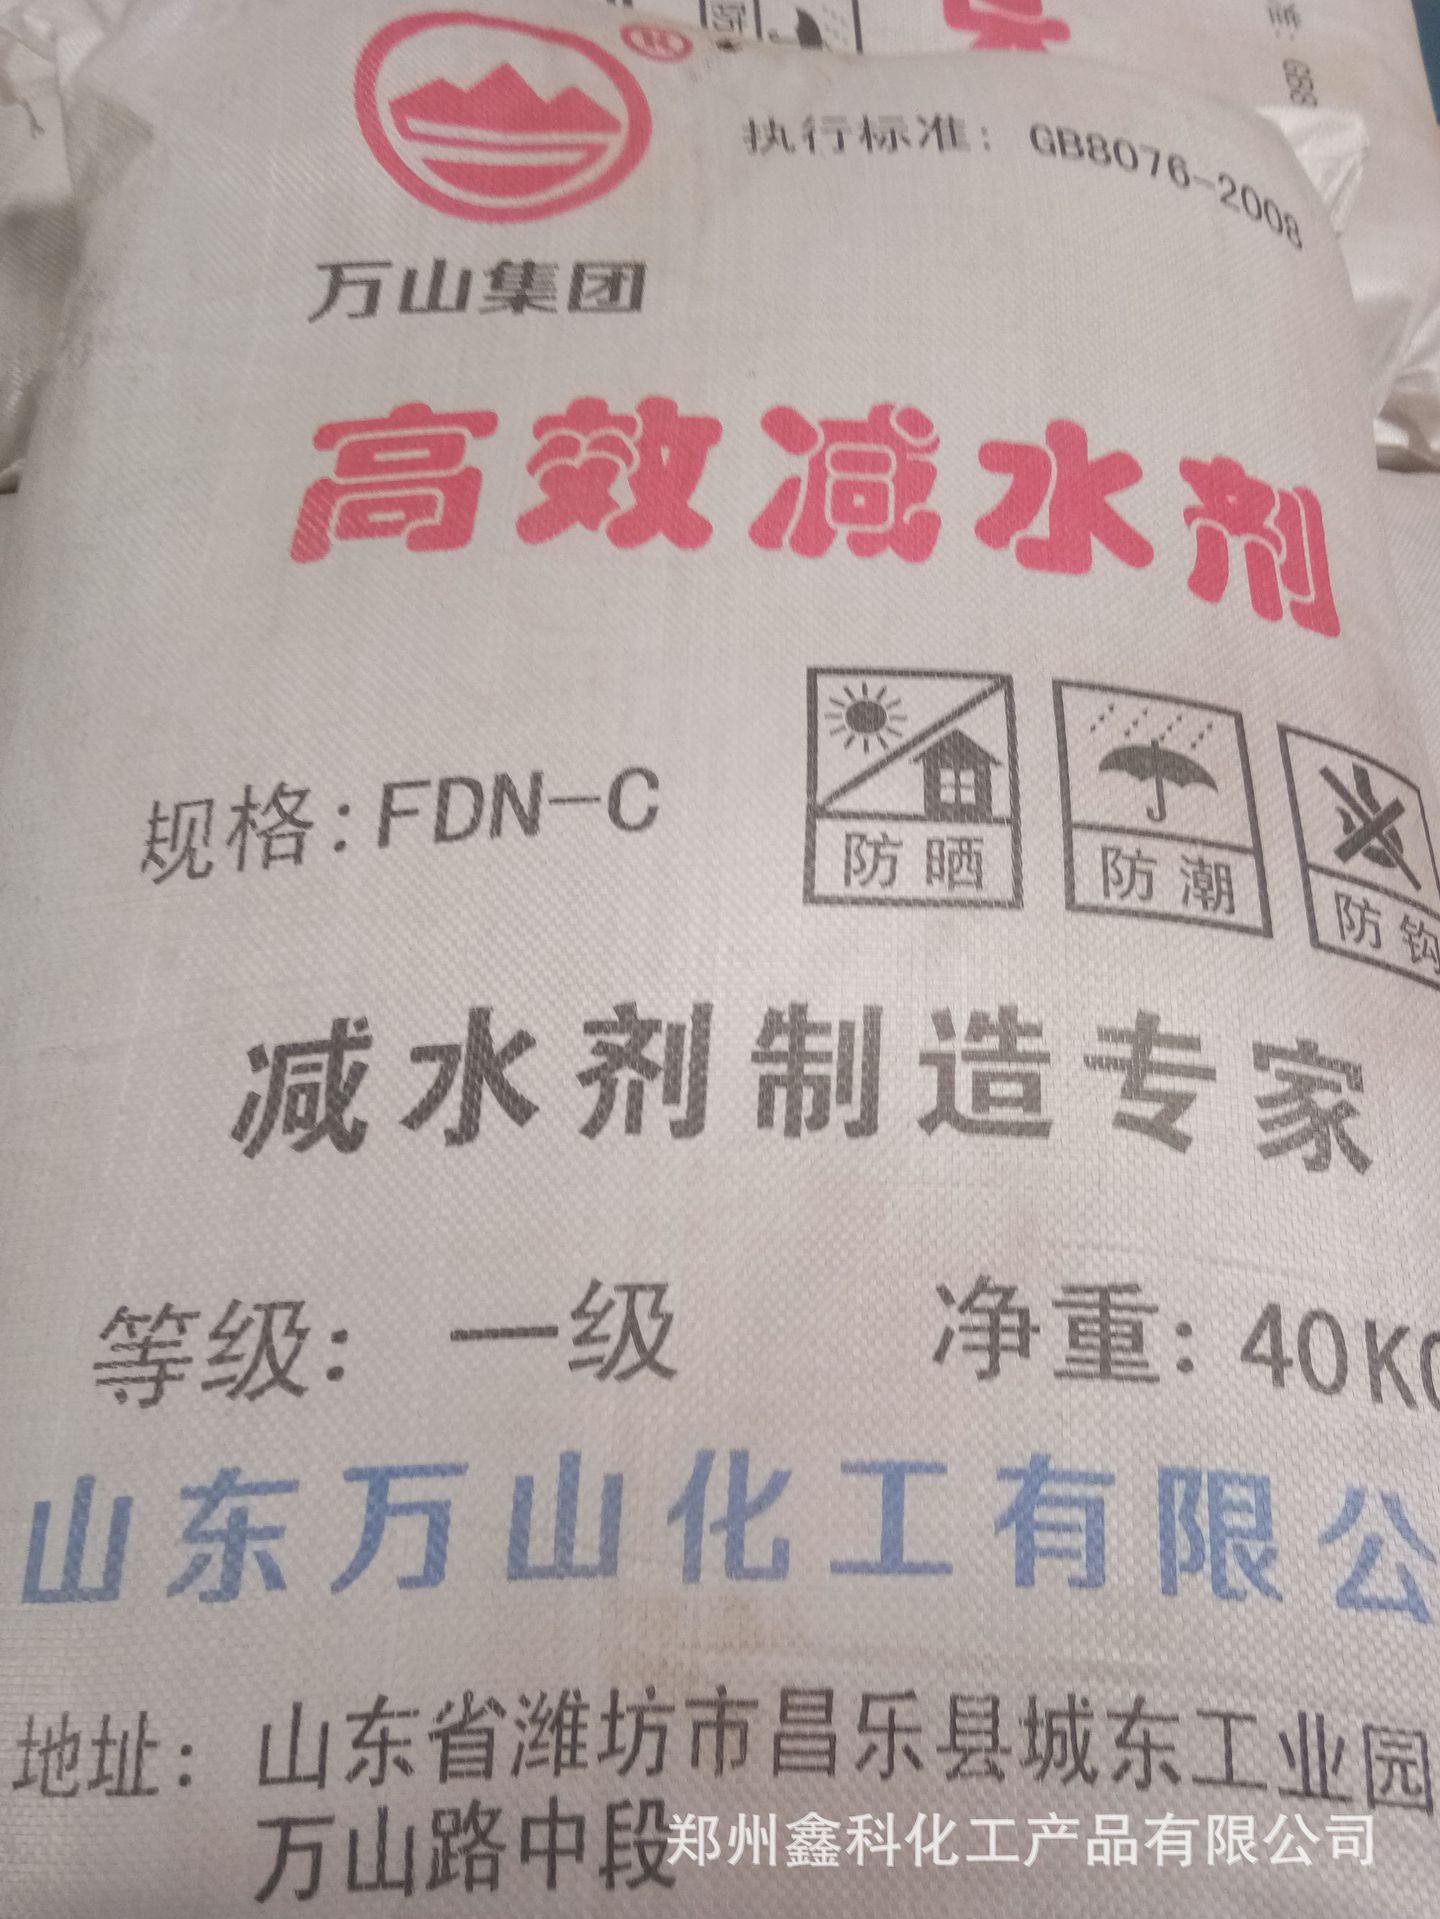 ®
执行标准：GB8076-2008
万山集团
高效减水剂
规格：FDN-C
防晒
防潮
防钩
减水剂制造专家
等级：一级
净重：40K
山东万山化工有限公
地址：山东省潍坊市昌乐县城东工业园
万山路中段
郑州鑫科化工产品有限公司